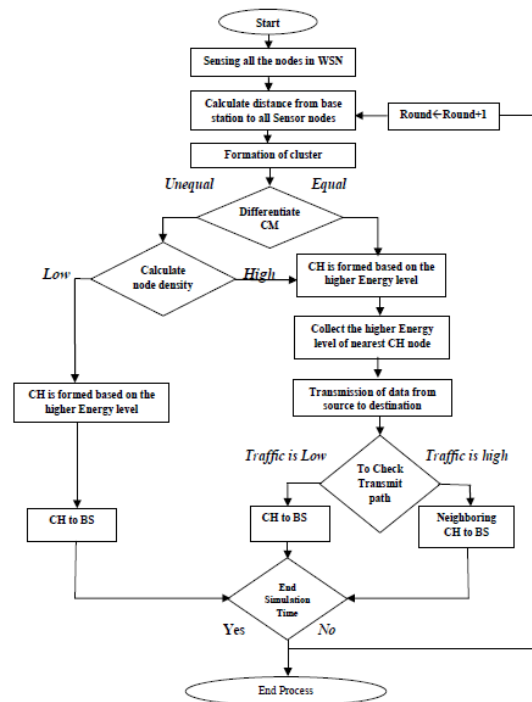 Start
Sensing all the nodes in WSN
Calculate distance from base
station to all Sensor nodes
Round←Round+1
Formation of cluster
Unequal
Equal
Differentiate
CM
Low
Calculate
node density
High
CH is formed based on the
higher Energy level
Collect the higher Energy
level of nearest CH node
CH is formed based on the
higher Energy level
Transmission of data from
source to destination
Traffic is Low
To Check
Transmit
path
Traffic is high
CH to BS
CH to BS
Neighboring
CH to BS
End
Simulation
Time
Yes
No
End Process